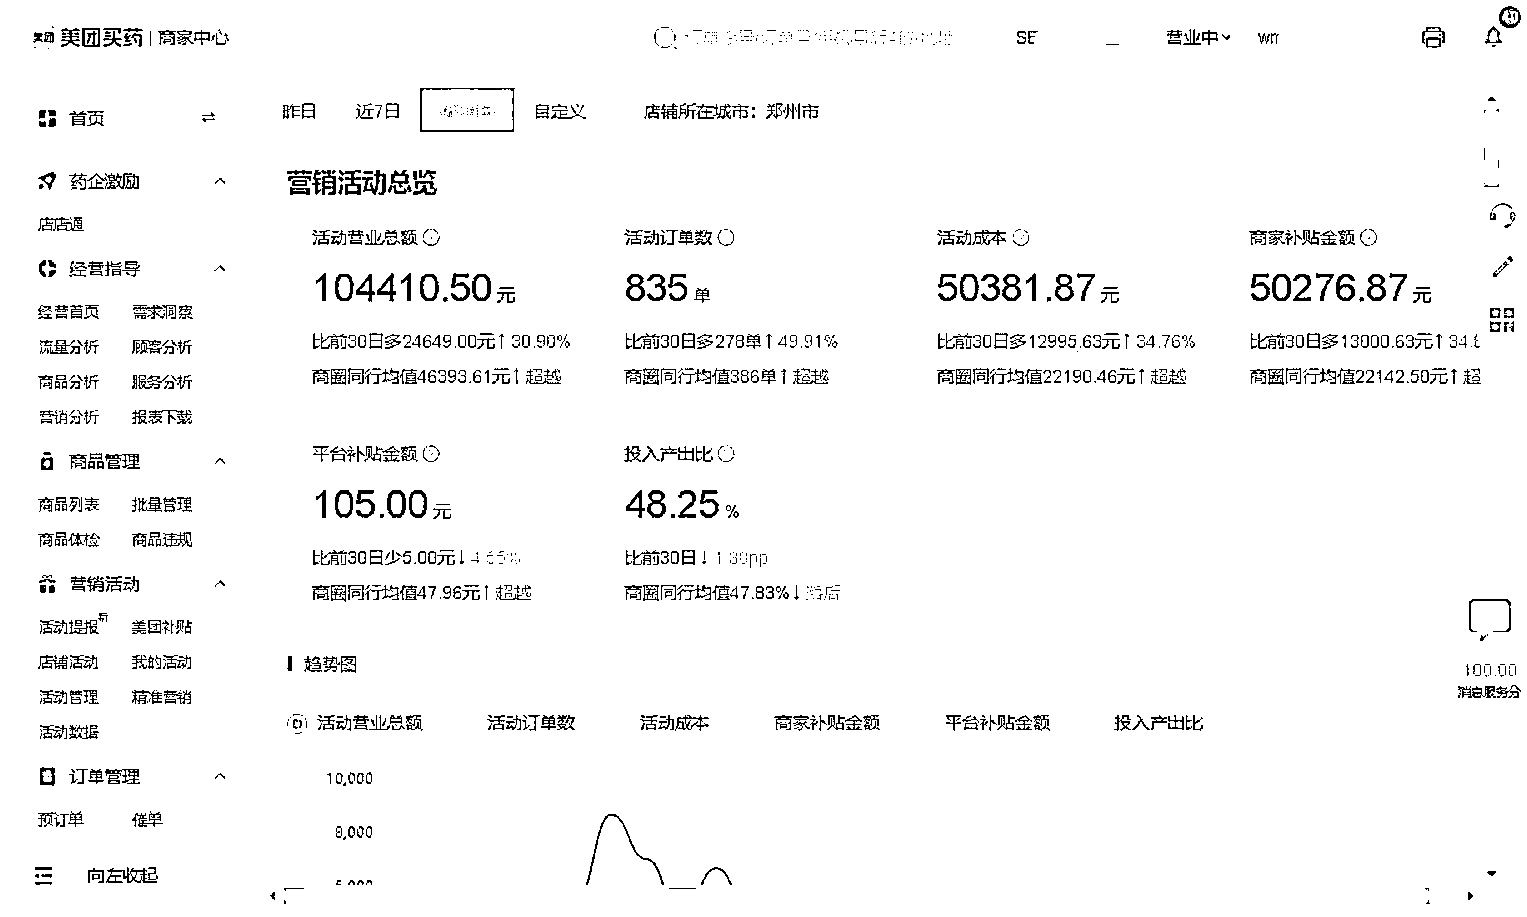 美团 美团买药 | 商家中心
营业中
首页
昨日 近7日 自定义 店铺所在城市：郑州市
药企激励
店店通
经营指导
经营首页 需求洞察
流量分析 顾客分析
商品分析 服务分析
营销分析 报表下载
商品管理
商品列表 批量管理
商品体检 商品违规
营销活动
活动提报 美团补贴
店铺活动 我的活动
活动管理 精准营销
活动数据
订单管理
预订单 催单
向左收起
营销活动总览
活动营业总额
104410.50元
比前30日多24649.00元↑30.90%
商圈同行均值46393.61元↑超越
活动订单数
835单
比前30日多278单↑49.91%
商圈同行均值386单↑超越
活动成本
50381.87元
比前30日多12995.63元↑34.76%
商圈同行均值22190.46元↑超越
商家补贴金额
50276.87元
比前30日多13000.63元↑34.8
商圈同行均值22142.50元↑超
平台补贴金额
105.00元
比前30日少5.00元↓
商圈同行均值47.96元↑超越
投入产出比
48.25%
比前30日↓
商圈同行均值47.83%↓落后
趋势图
活动营业总额 活动订单数 活动成本 商家补贴金额 平台补贴金额 投入产出比
10,000
8,000
100.00
消息服务分